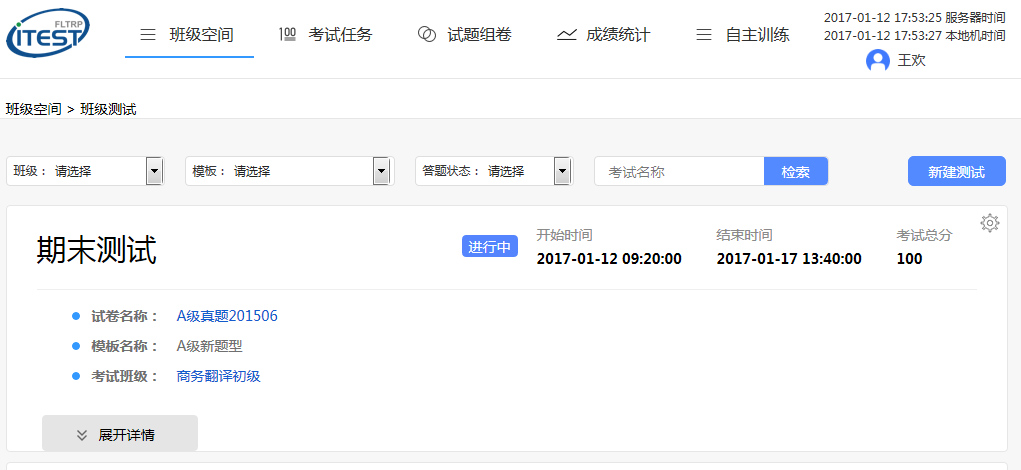 FLTRP
iTEST
班级空间
考试任务
试题组卷
成绩统计
自主训练
2017-01-12 17:53:25 服务器时间
2017-01-12 17:53:27 本地机时间
王欢
班级空间 > 班级测试
班级： 请选择
模板： 请选择
答题状态： 请选择
考试名称
检索
新建测试
期末测试
进行中
开始时间
2017-01-12 09:20:00
结束时间
2017-01-17 13:40:00
考试总分
100
试卷名称： A级真题201506
模板名称： A级新题型
考试班级： 商务翻译初级
展开详情